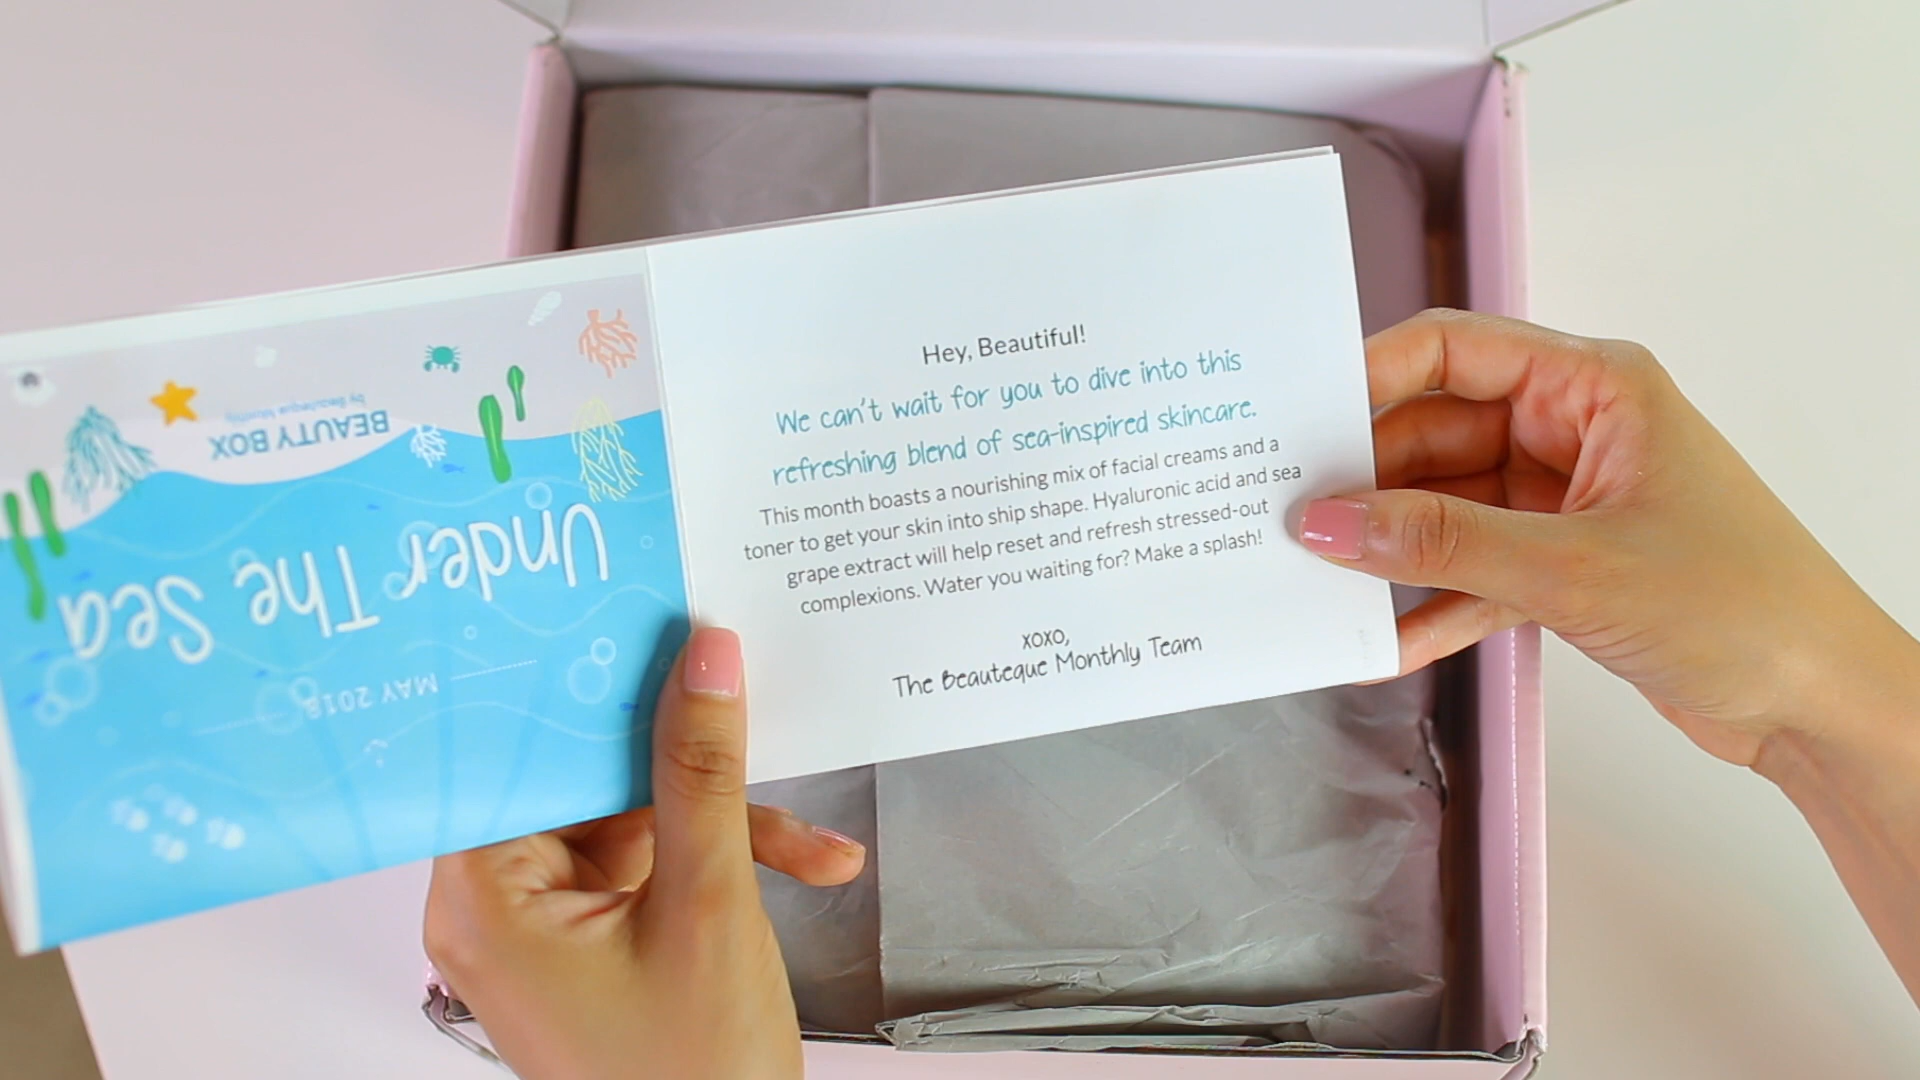 BEAUTY BOX
by Beauteque Monthly
Under The Sea
MAY 2018
Hey, Beautiful!
We can't wait for you to dive into this
refreshing blend of sea-inspired skincare.
This month boasts a nourishing mix of facial creams and a
toner to get your skin into ship shape. Hyaluronic acid and sea
grape extract will help reset and refresh stressed-out
complexions. Water you waiting for? Make a splash!
xoxo,
The Beauteque Monthly Team